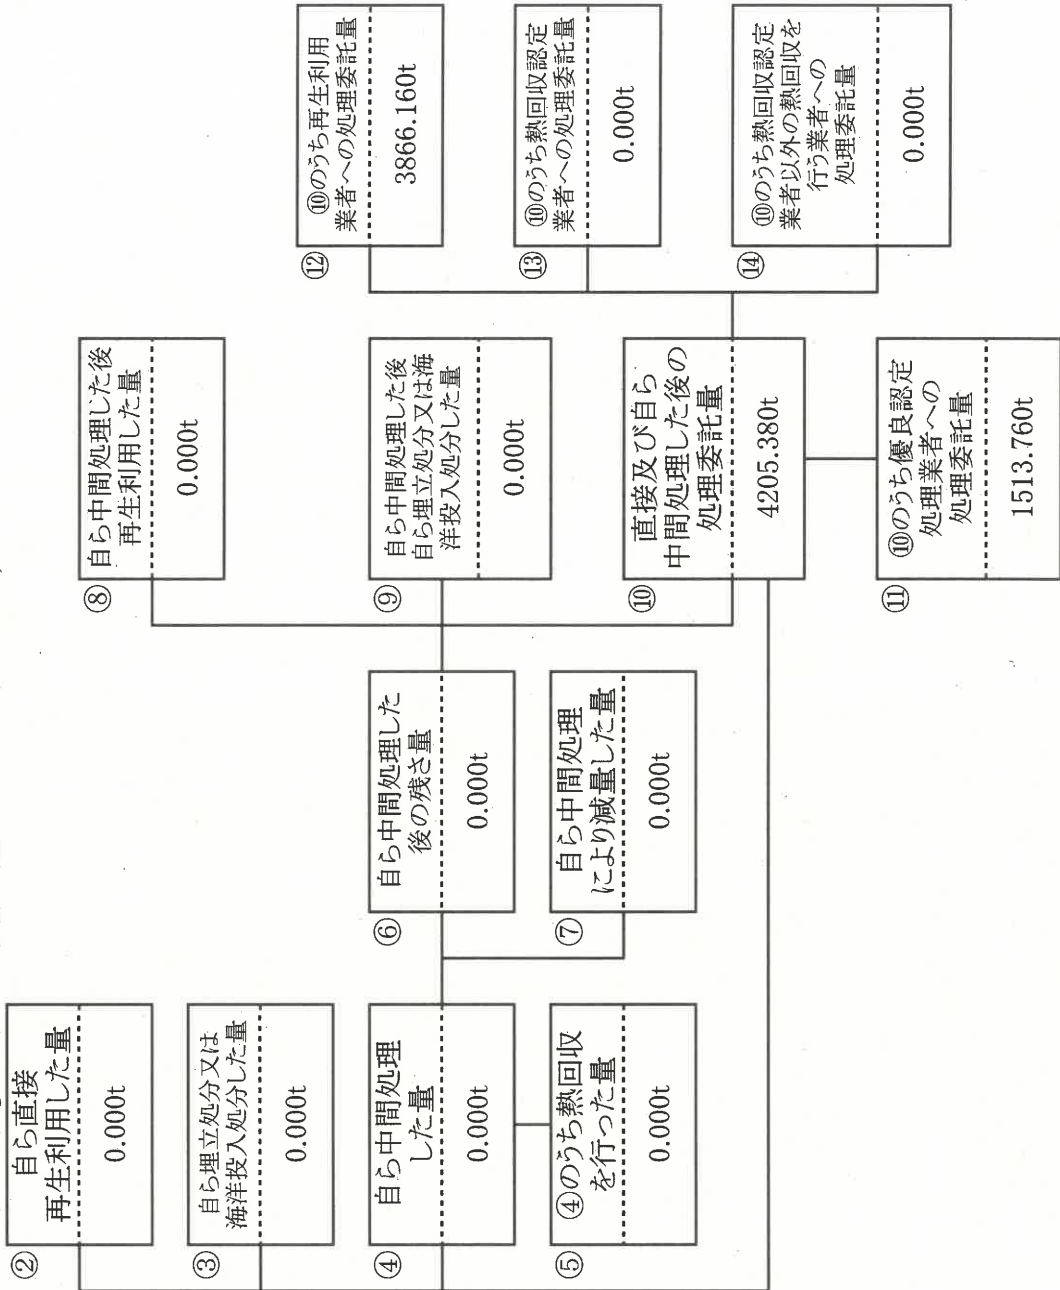 ②
自ら直接
再生利用した量
0.000t
③
自ら埋立処分又は
海洋投入処分した量
0.000t
④
自ら中間処理
した量
0.000t
⑤
④のうち熱回収
を行った量
0.000t
⑥
自ら中間処理した
後の残さ量
0.000t
⑦
自ら中間処理
により減量した量
0.000t
⑧
自ら中間処理した後
再生利用した量
0.000t
⑨
自ら中間処理した後
自ら埋立処分又は海
洋投入処分した量
0.000t
⑩
直接及び自ら
中間処理した後の
処理委託量
4205.380t
⑪
⑩のうち優良認定
処理業者への
処理委託量
1513.760t
⑫
⑩のうち再生利用
業者への処理委託量
3866.160t
⑬
⑩のうち熱回収認定
業者への処理委託量
0.000t
⑭
⑩のうち熱回収認定
業者以外の熱回収を
行う業者への
処理委託量
0.000t